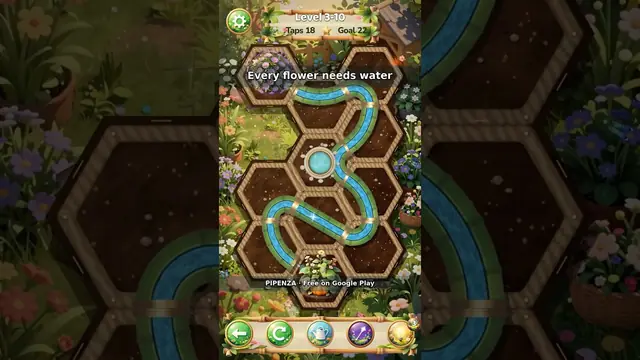 Level 3-10
Taps 18 Goal 22
Every flower needs water
PIPENZA - Free on Google Play